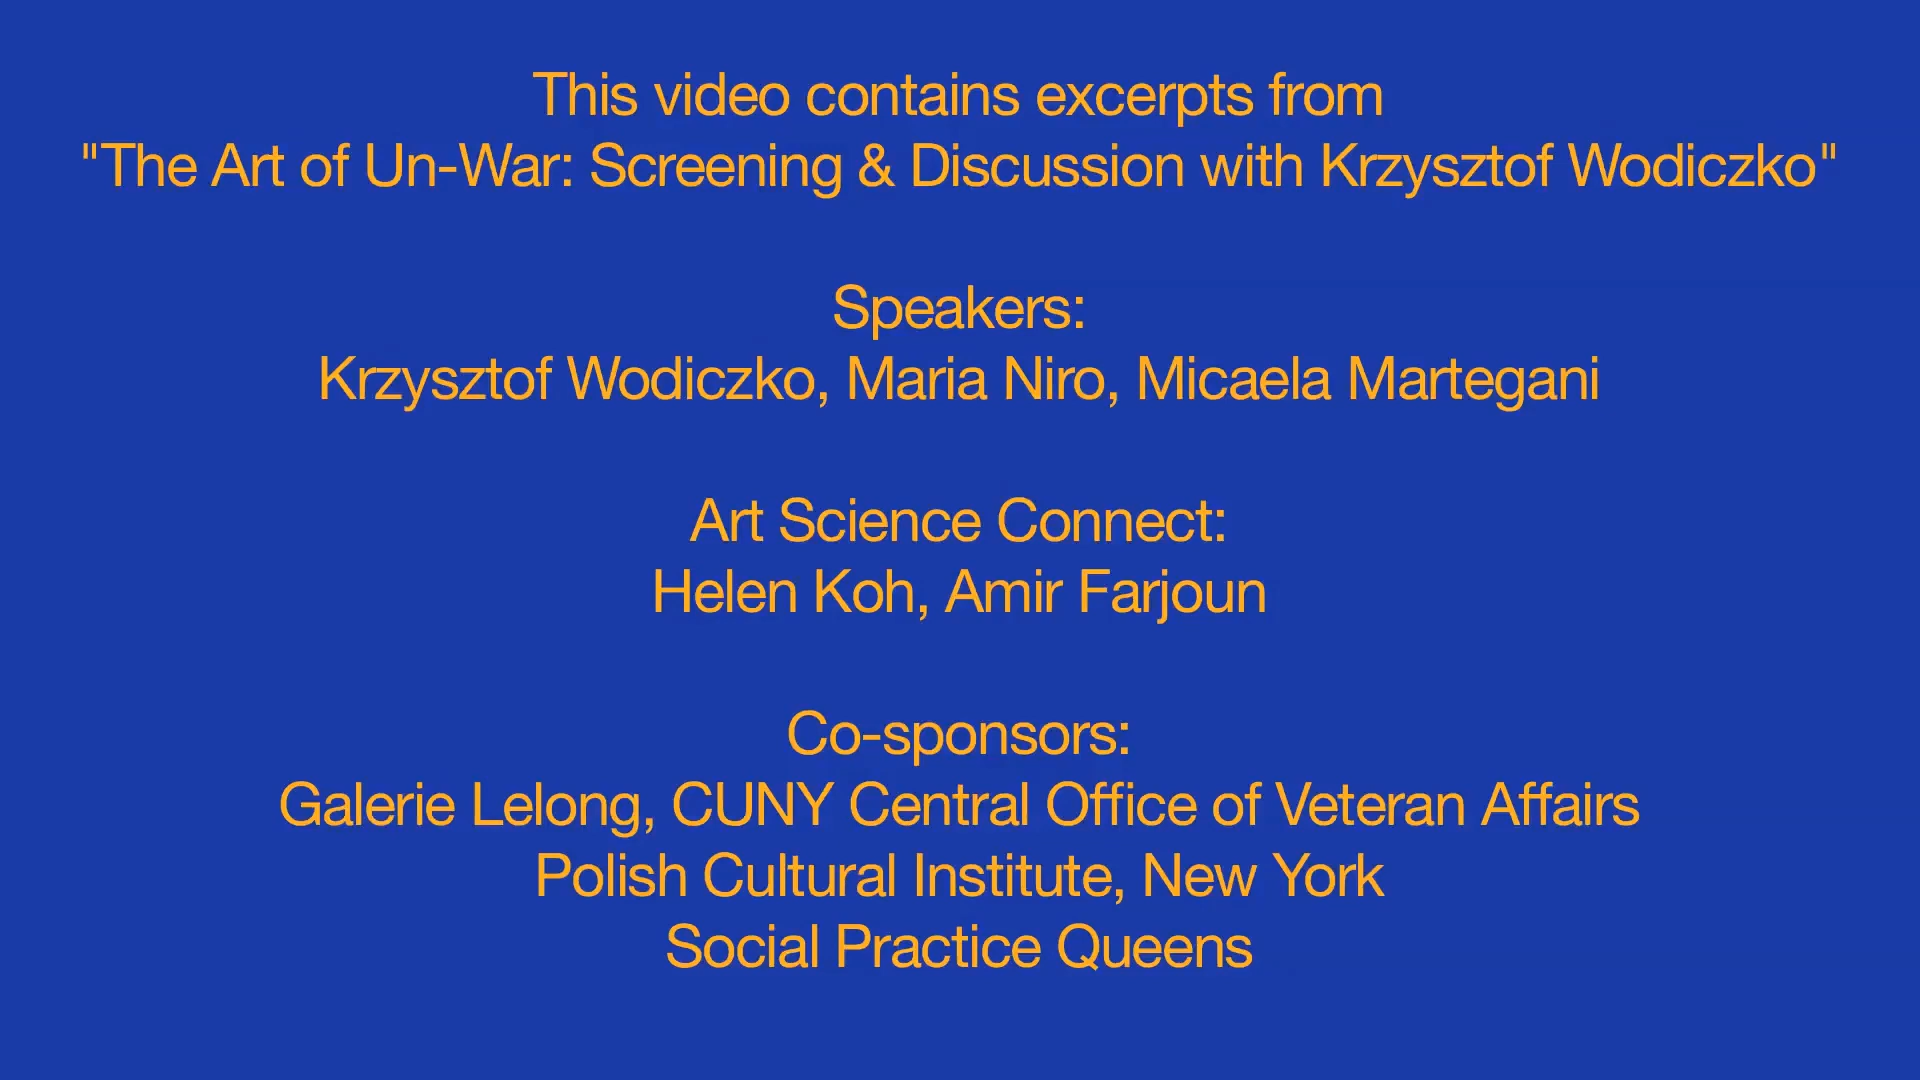 This video contains excerpts from
"The Art of Un-War: Screening & Discussion with Krzysztof Wodiczko"
Speakers:
Krzysztof Wodiczko, Maria Niro, Micaela Martegani
Art Science Connect:
Helen Koh, Amir Farjoun
Co-sponsors:
Galerie Lelong, CUNY Central Office of Veteran Affairs
Polish Cultural Institute, New York
Social Practice Queens